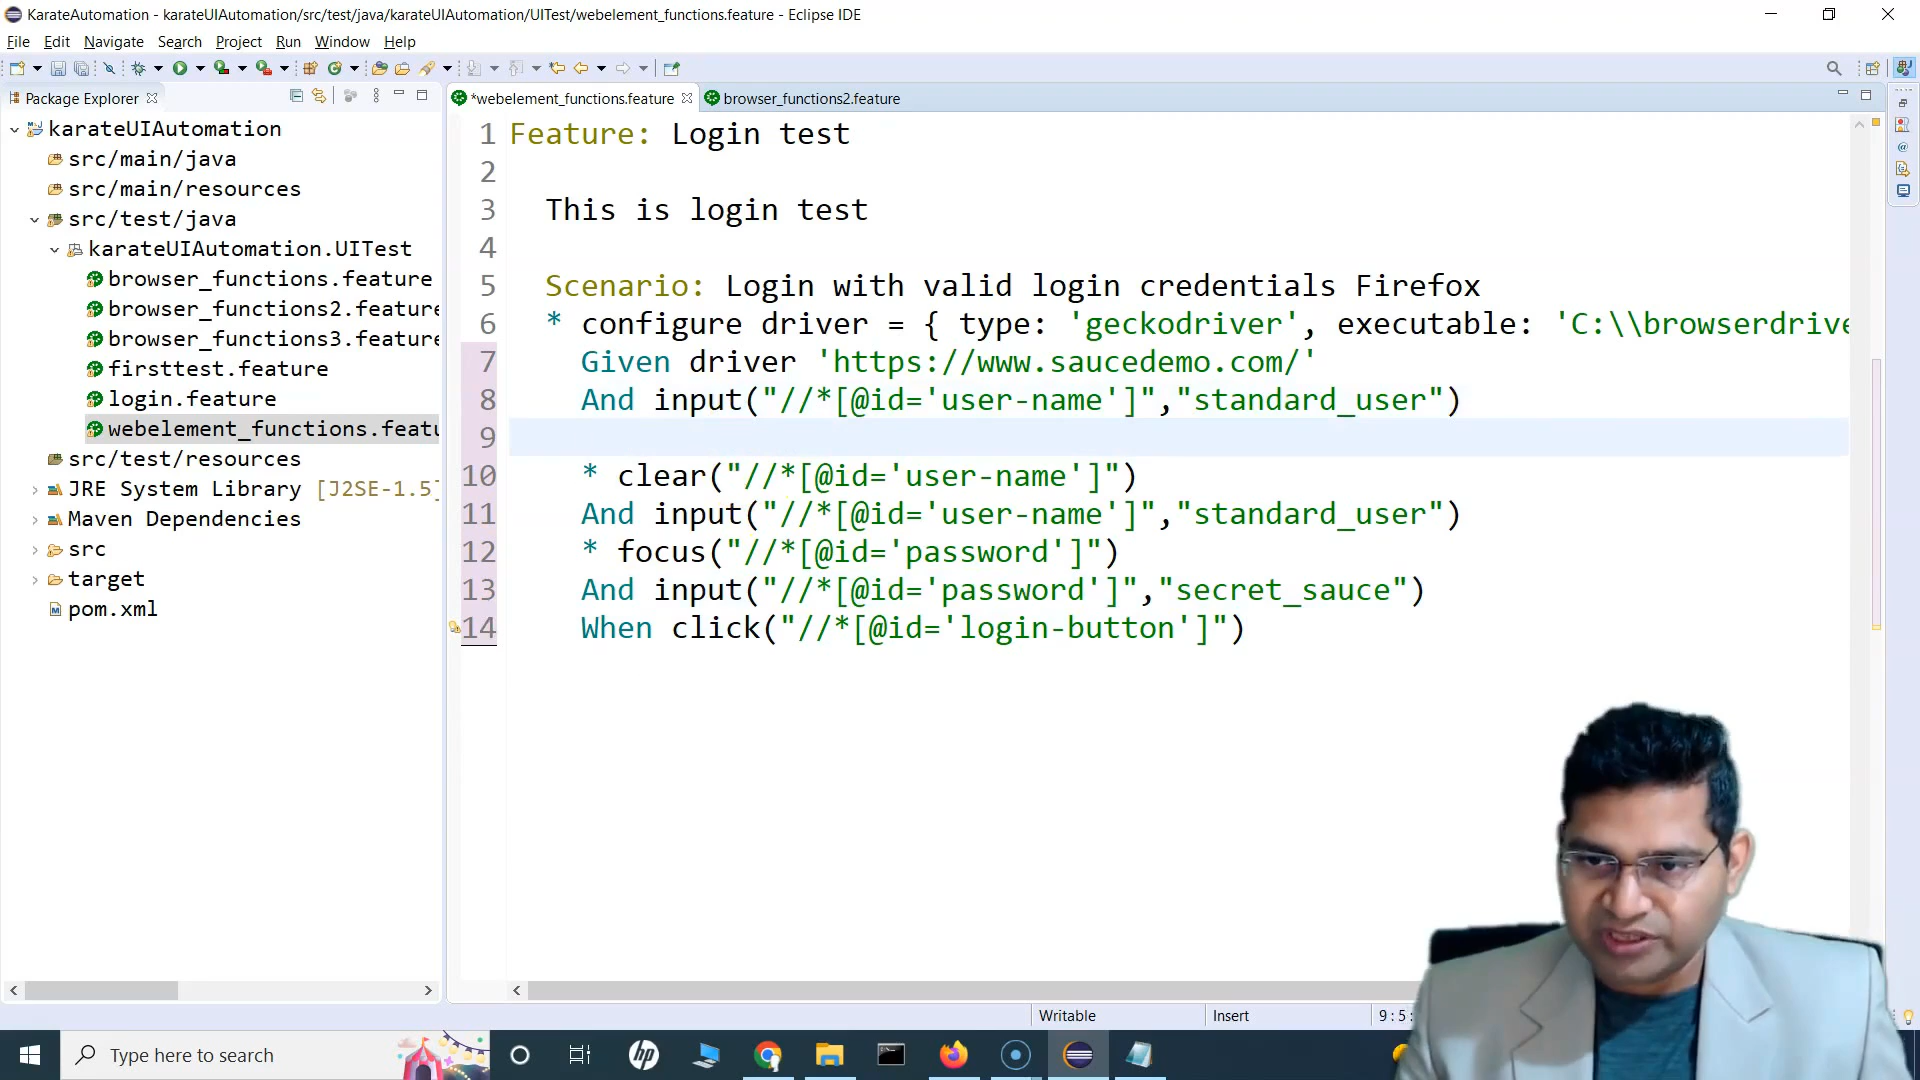 KarateAutomation - karateUIAutomation/src/test/java/karateUIAutomation/UITest/webelement_functions.feature - Eclipse IDE
File Edit Navigate Search Project Run Window Help
Package Explorer
*webelement_functions.feature
browser_functions2.feature
karateUIAutomation
src/main/java
src/main/resources
src/test/java
karateUIAutomation.UITest
browser_functions.feature
browser_functions2.feature
browser_functions3.feature
firsttest.feature
login.feature
webelement_functions.featu
src/test/resources
JRE System Library [J2SE-1.5]
Maven Dependencies
src
target
pom.xml
1 Feature: Login test
2
3 This is login test
4
5 Scenario: Login with valid login credentials Firefox
6 * configure driver = { type: 'geckodriver', executable: 'C:\\browserdrive
7 Given driver 'https://www.saucedemo.com/'
8 And input("//*[@id='user-name']","standard_user")
9
10 * clear("//*[@id='user-name']")
11 And input("//*[@id='user-name']","standard_user")
12 * focus("//*[@id='password']")
13 And input("//*[@id='password']","secret_sauce")
14 When click("//*[@id='login-button']")
Writable Insert 9:5:
Type here to search
hp